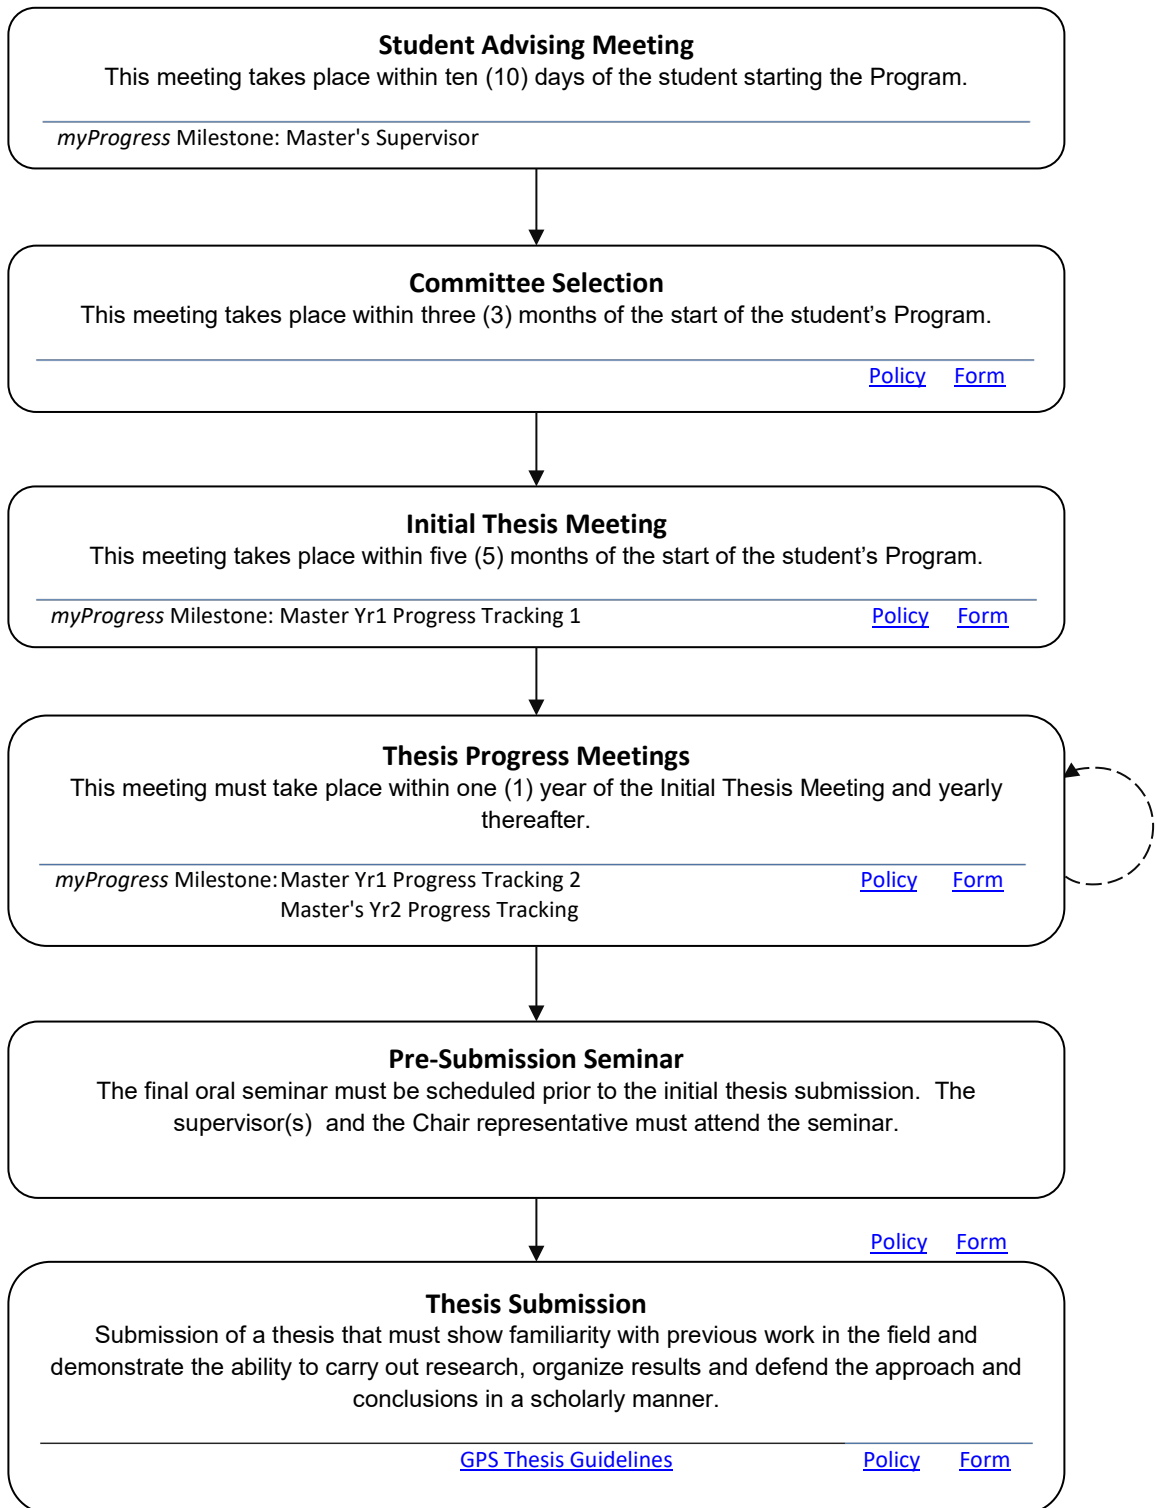 Student Advising Meeting
This meeting takes place within ten (10) days of the student starting the Program.
myProgress Milestone: Master's Supervisor
Committee Selection
This meeting takes place within three (3) months of the start of the student’s Program.
Policy Form
Initial Thesis Meeting
This meeting takes place within five (5) months of the start of the student’s Program.
myProgress Milestone: Master Yr1 Progress Tracking 1 Policy Form
Thesis Progress Meetings
This meeting must take place within one (1) year of the Initial Thesis Meeting and yearly
thereafter.
myProgress Milestone: Master Yr1 Progress Tracking 2 Policy Form
Master's Yr2 Progress Tracking
Pre-Submission Seminar
The final oral seminar must be scheduled prior to the initial thesis submission. The
supervisor(s) and the Chair representative must attend the seminar.
Policy Form
Thesis Submission
Submission of a thesis that must show familiarity with previous work in the field and
demonstrate the ability to carry out research, organize results and defend the approach and
conclusions in a scholarly manner.
GPS Thesis Guidelines Policy Form